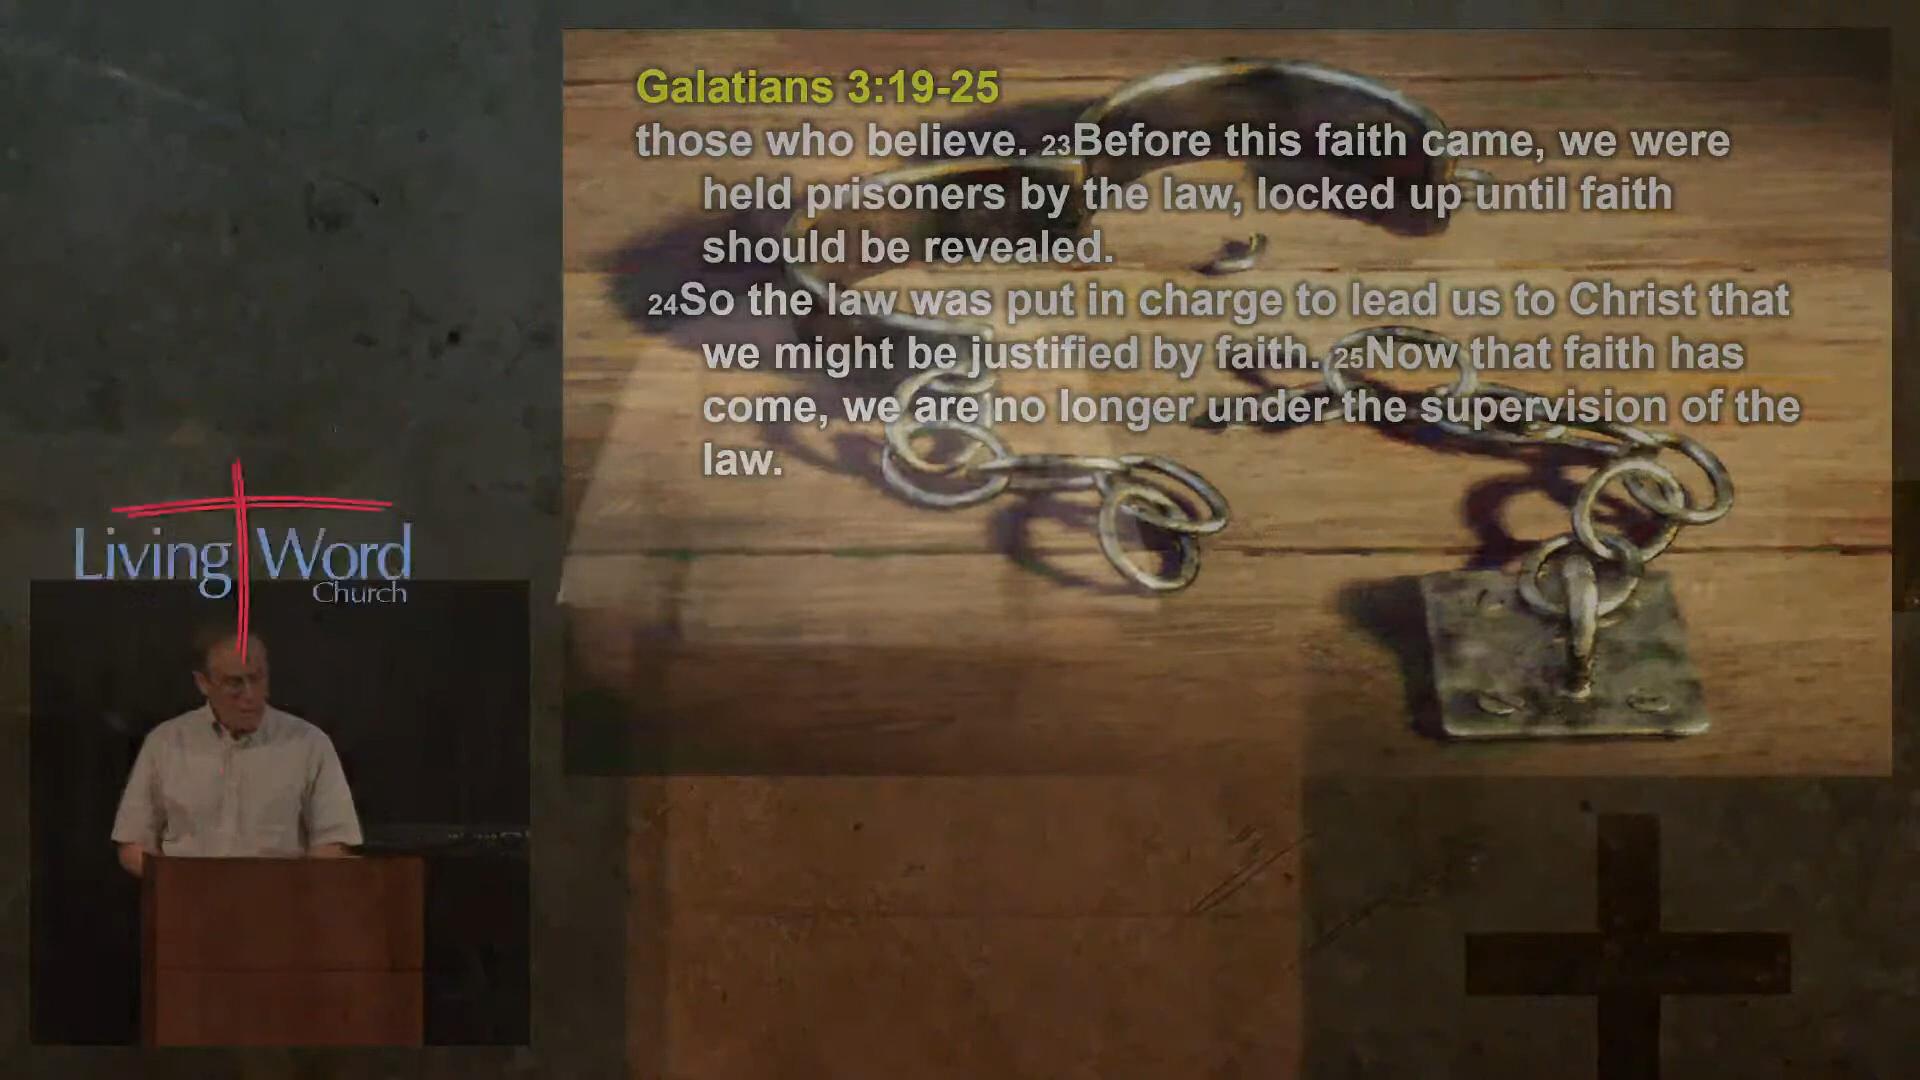 Galatians 3:19-25
those who believe. 23Before this faith came, we were
held prisoners by the law, locked up until faith
should be revealed.
24So the law was put in charge to lead us to Christ that
we might be justified by faith. 25Now that faith has
come, we are no longer under the supervision of the
law.
Living Word
Church